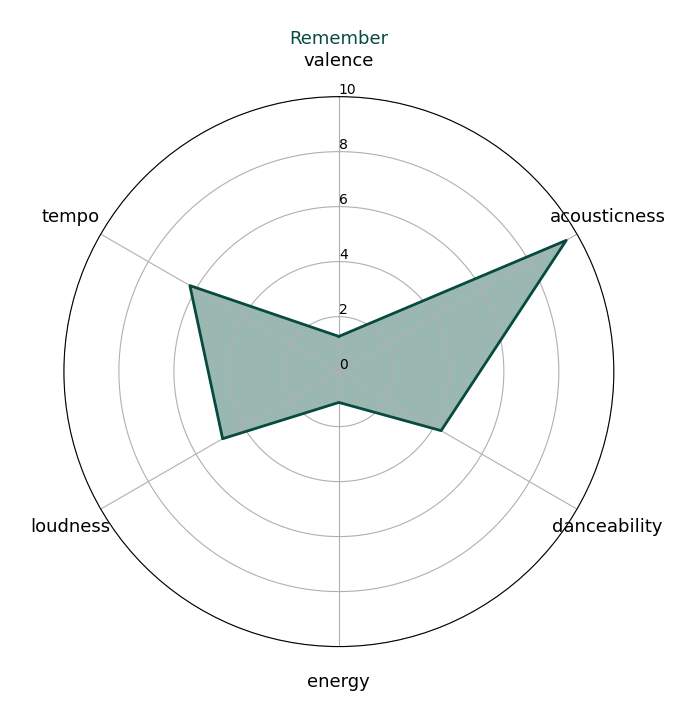 Remember
valence
10
8
tempo
6
acousticness
4
2
0
loudness
danceability
energy